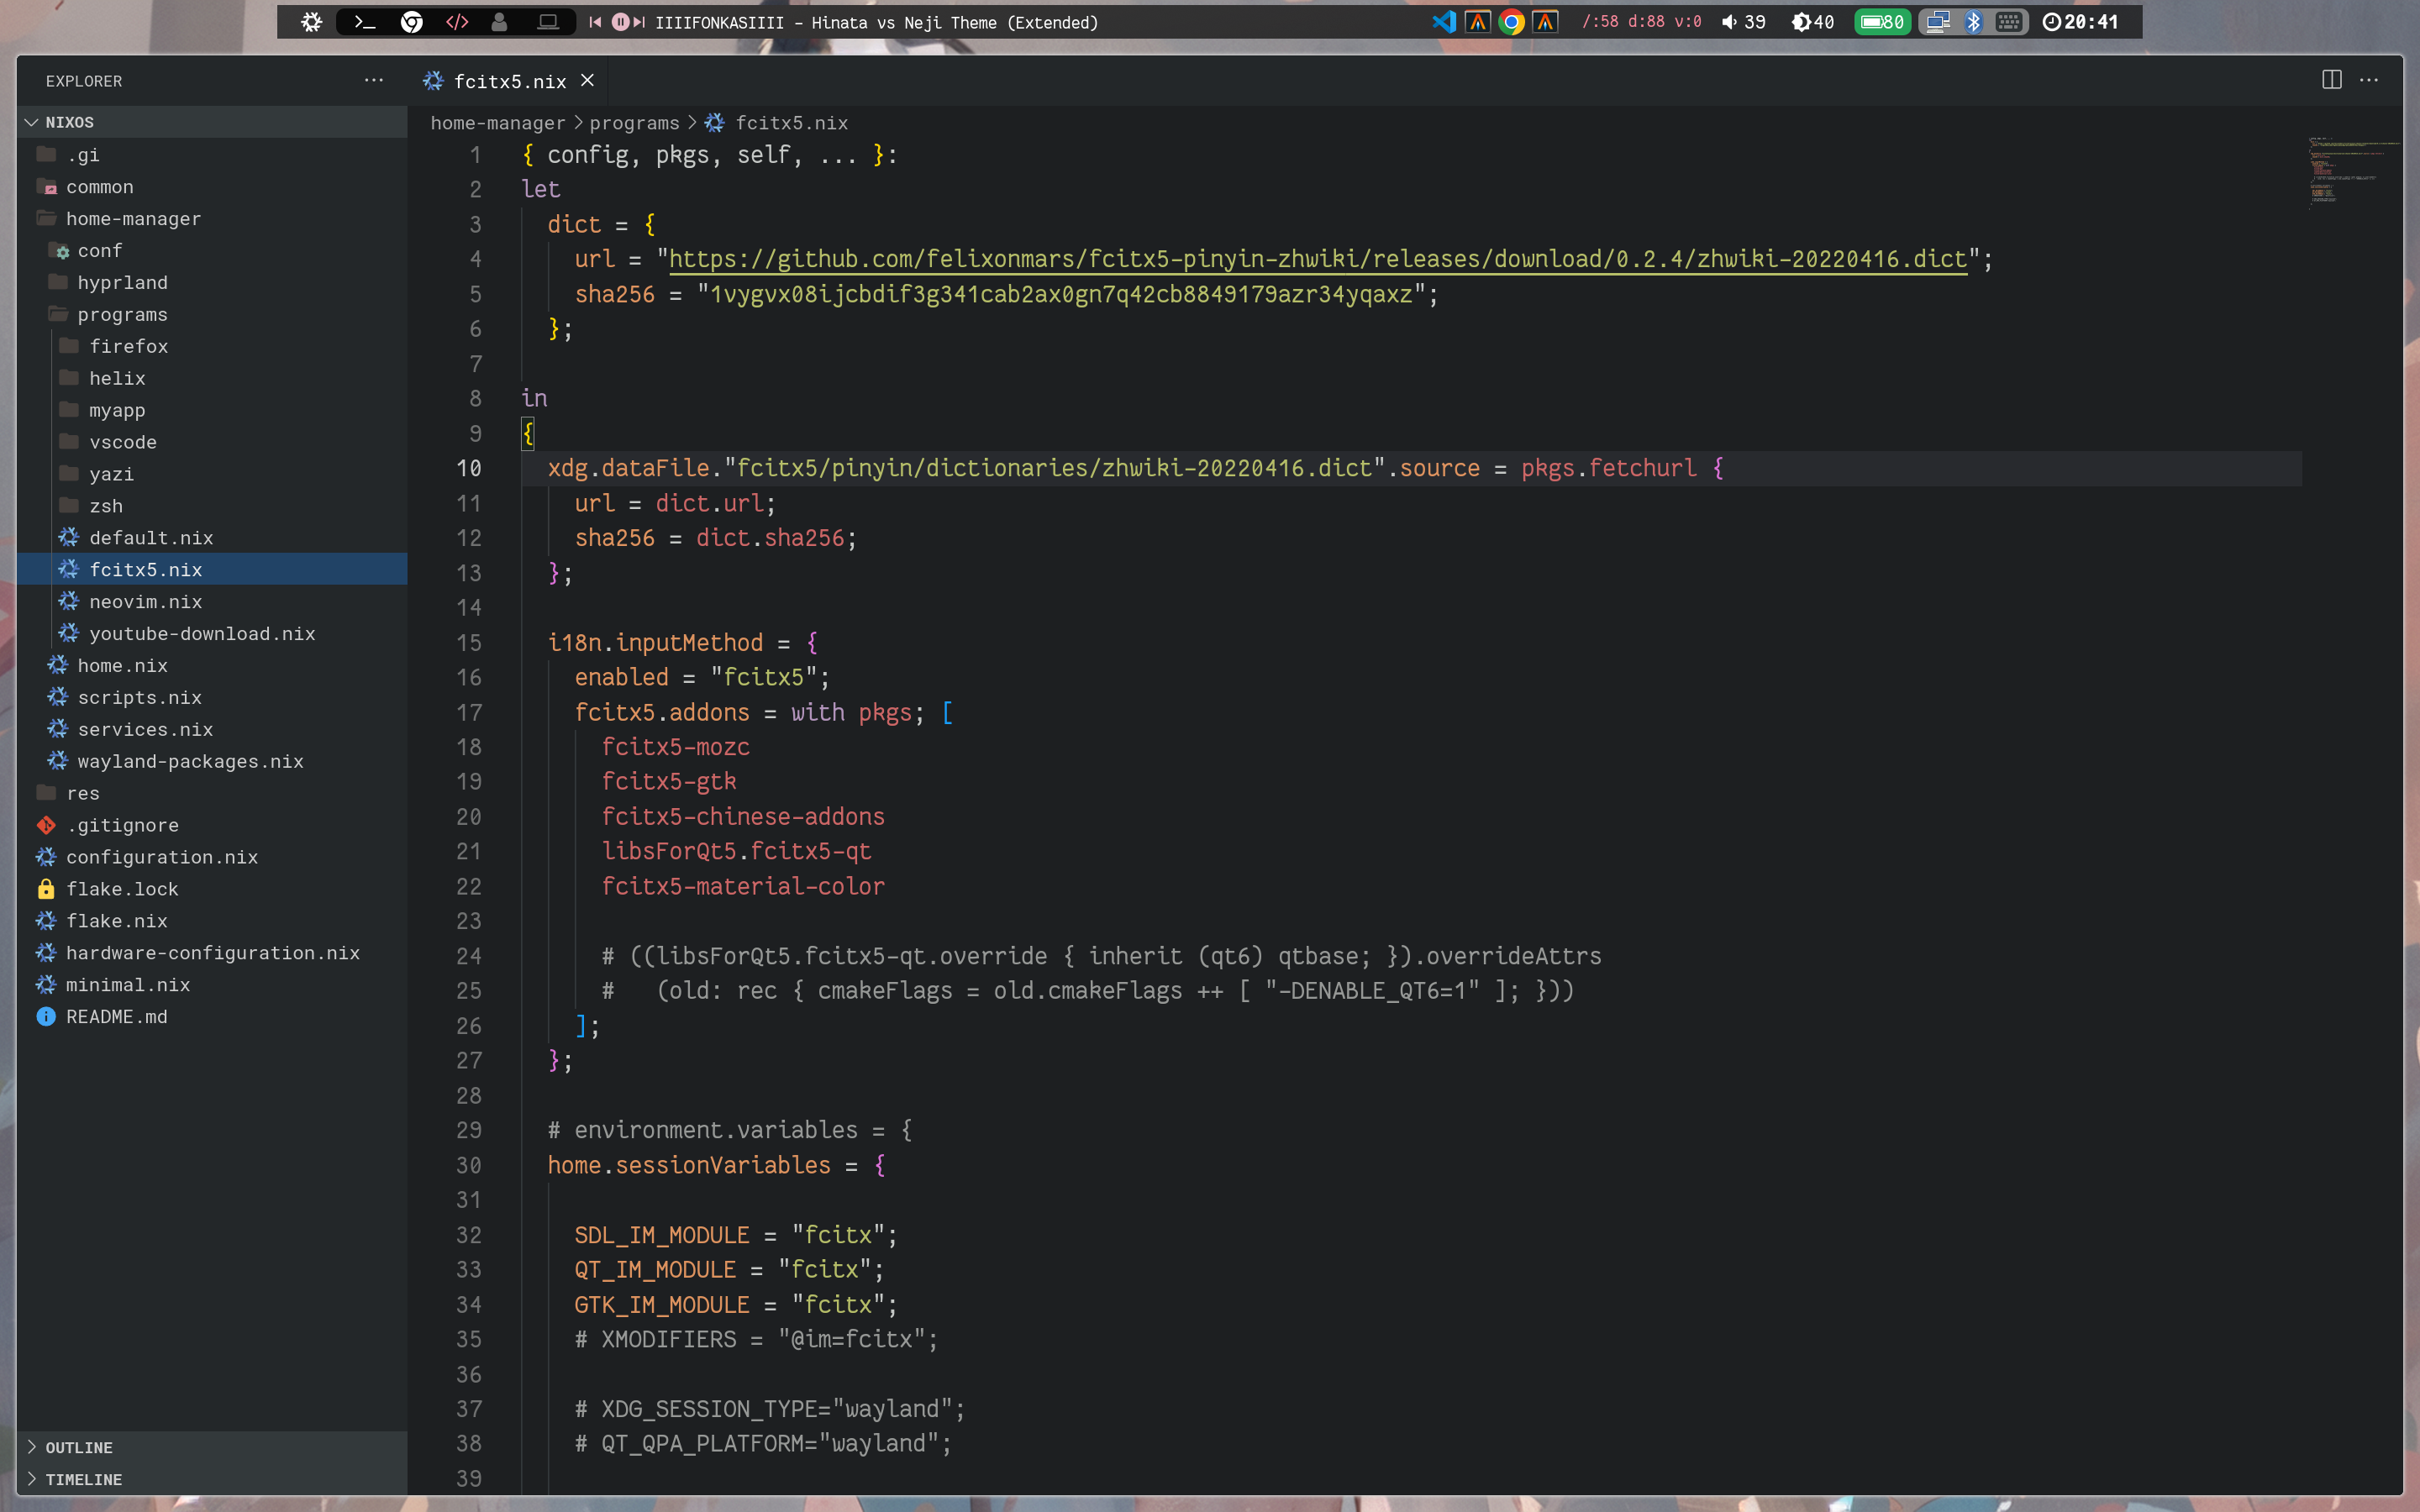 >_ </> IIIIFONKASIIII - Hinata vs Neji Theme (Extended) /:58 d:88 v:0 39 40 80 20:41
EXPLORER ···
NIXOS
.gi
common
home-manager
conf
hyprland
programs
firefox
helix
myapp
vscode
yazi
zsh
default.nix
fcitx5.nix
neovim.nix
youtube-download.nix
home.nix
scripts.nix
services.nix
wayland-packages.nix
res
.gitignore
configuration.nix
flake.lock
flake.nix
hardware-configuration.nix
minimal.nix
README.md
OUTLINE
TIMELINE
fcitx5.nix
home-manager > programs > fcitx5.nix
1 { config, pkgs, self, ... }:
2 let
3   dict = {
4     url = "https://github.com/felixonmars/fcitx5-pinyin-zhwiki/releases/download/0.2.4/zhwiki-20220416.dict";
5     sha256 = "1vygvx08ijcbdif3g341cab2ax0gn7q42cb8849179azr34yqaxz";
6   };
7
8 in
9 {
10   xdg.dataFile."fcitx5/pinyin/dictionaries/zhwiki-20220416.dict".source = pkgs.fetchurl {
11     url = dict.url;
12     sha256 = dict.sha256;
13   };
14
15   i18n.inputMethod = {
16     enabled = "fcitx5";
17     fcitx5.addons = with pkgs; [
18       fcitx5-mozc
19       fcitx5-gtk
20       fcitx5-chinese-addons
21       libsForQt5.fcitx5-qt
22       fcitx5-material-color
23
24       # ((libsForQt5.fcitx5-qt.override { inherit (qt6) qtbase; }).overrideAttrs
25       #   (old: rec { cmakeFlags = old.cmakeFlags ++ [ "-DENABLE_QT6=1" ]; }))
26     ];
27   };
28
29   # environment.variables = {
30   home.sessionVariables = {
31
32     SDL_IM_MODULE = "fcitx";
33     QT_IM_MODULE = "fcitx";
34     GTK_IM_MODULE = "fcitx";
35     # XMODIFIERS = "@im=fcitx";
36
37     # XDG_SESSION_TYPE="wayland";
38     # QT_QPA_PLATFORM="wayland";
39